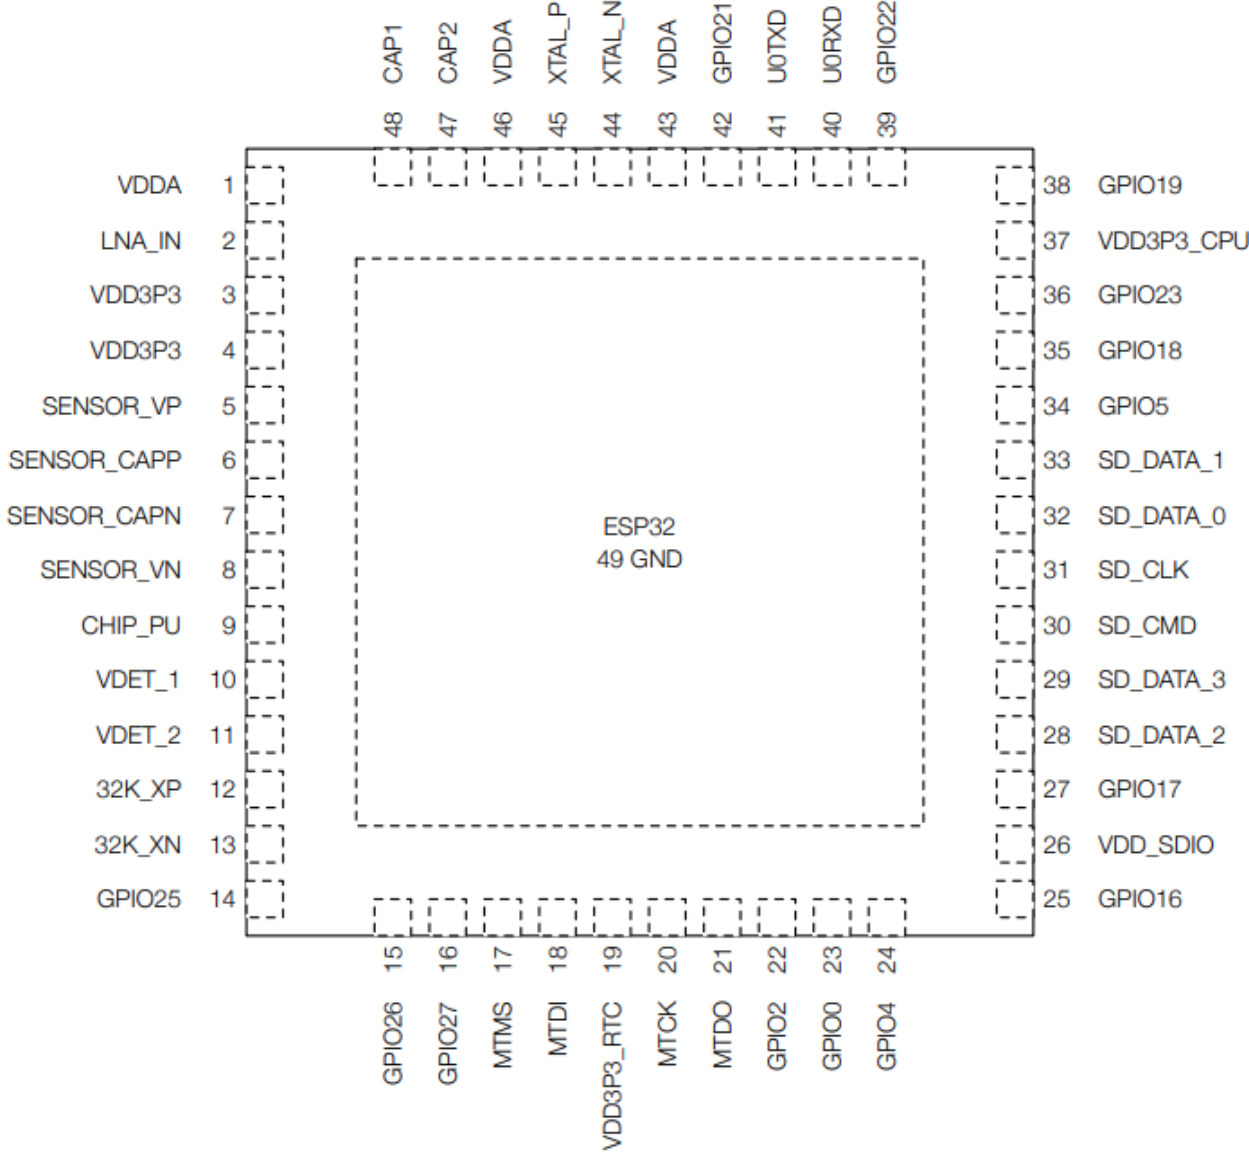 CAP1
CAP2
VDDA
XTAL_P
XTAL_N
VDDA
GPIO21
U0TXD
U0RXD
GPIO22
48
47
46
45
44
43
42
41
40
39
VDDA 1
LNA_IN 2
VDD3P3 3
VDD3P3 4
SENSOR_VP 5
SENSOR_CAPP 6
SENSOR_CAPN 7
SENSOR_VN 8
CHIP_PU 9
VDET_1 10
VDET_2 11
32K_XP 12
32K_XN 13
GPIO25 14
ESP32
49 GND
38 GPIO19
37 VDD3P3_CPU
36 GPIO23
35 GPIO18
34 GPIO5
33 SD_DATA_1
32 SD_DATA_0
31 SD_CLK
30 SD_CMD
29 SD_DATA_3
28 SD_DATA_2
27 GPIO17
26 VDD_SDIO
25 GPIO16
15
16
17
18
19
20
21
22
23
24
GPIO26
GPIO27
MTMS
MTDI
VDD3P3_RTC
MTCK
MTDO
GPIO2
GPIO0
GPIO4